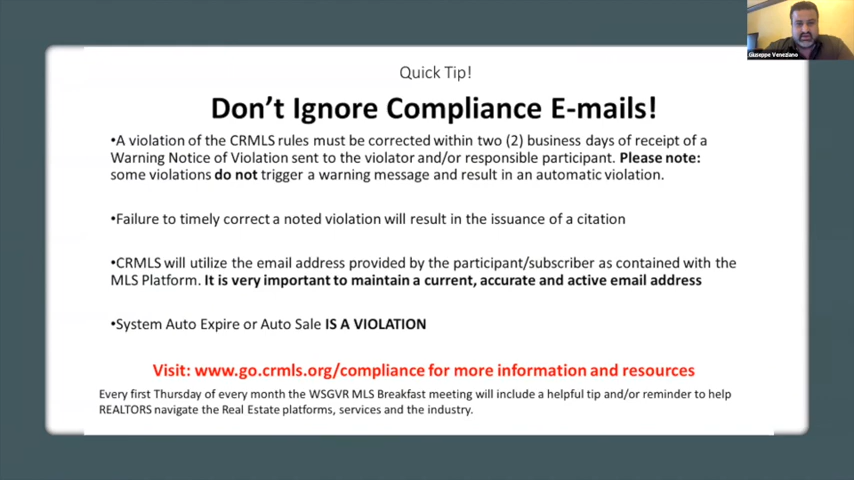 Giuseppe Veneziano
Quick Tip!
Don't Ignore Compliance E-mails!
•A violation of the CRMLS rules must be corrected within two (2) business days of receipt of a
Warning Notice of Violation sent to the violator and/or responsible participant. Please note:
some violations do not trigger a warning message and result in an automatic violation.
•Failure to timely correct a noted violation will result in the issuance of a citation
•CRMLS will utilize the email address provided by the participant/subscriber as contained with the
MLS Platform. It is very important to maintain a current, accurate and active email address
•System Auto Expire or Auto Sale IS A VIOLATION
Visit: www.go.crmls.org/compliance for more information and resources
Every first Thursday of every month the WSGVR MLS Breakfast meeting will include a helpful tip and/or reminder to help
REALTORS navigate the Real Estate platforms, services and the industry.